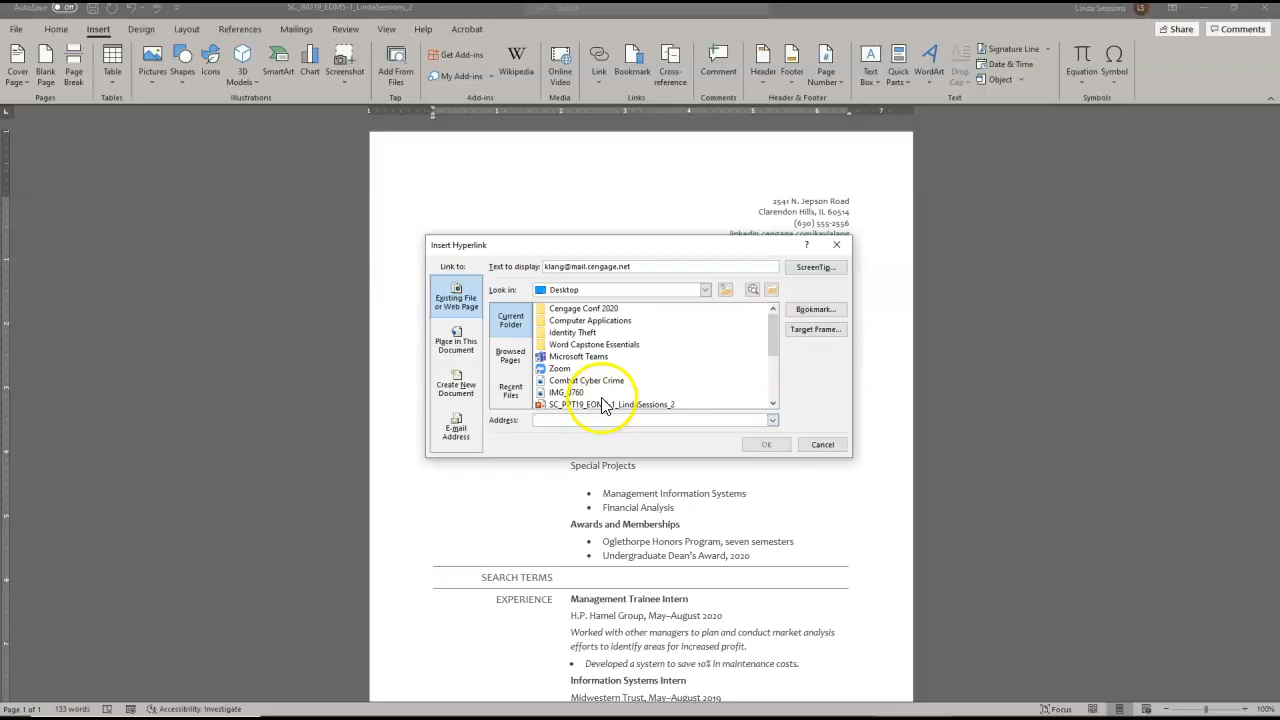 AutoSave Off SC_WD19_EOM5-1_LindaSessions_2 Search Linda Sessions LS
File Home Insert Design Layout References Mailings Review View Help Acrobat Share Comments
Cover Page
Blank Page
Page Break
Pages
Table
Tables
Pictures
Shapes
Icons
3D Models
SmartArt
Chart
Screenshot
Illustrations
Add From Files
Tap
Get Add-ins
My Add-ins
Wikipedia
Add-ins
Online Video
Media
Link
Bookmark
Cross-reference
Links
Comment
Comments
Header
Footer
Page Number
Header & Footer
Text Box
Quick Parts
WordArt
Drop Cap
Signature Line
Date & Time
Object
Text
Equation
Symbol
Symbols
2541 N. Jepson Road
Clarendon Hills, IL 60514
(630) 555-2556
linkedin.cengage.com/kaylalang
Insert Hyperlink ?
Link to: Text to display: klang@mail.cengage.net ScreenTip...
Existing File or Web Page
Place in This Document
Create New Document
E-mail Address
Look in: Desktop
Current Folder
Browsed Pages
Recent Files
Cengage Conf 2020
Computer Applications
Identity Theft
Word Capstone Essentials
Microsoft Teams
Zoom
Combat Cyber Crime
SC_PPT19_EOM5-1_LindaSessions_2
Bookmark...
Target Frame...
Address:
OK Cancel
Special Projects
• Management Information Systems
• Financial Analysis
Awards and Memberships
• Oglethorpe Honors Program, seven semesters
• Undergraduate Dean's Award, 2020
SEARCH TERMS
EXPERIENCE Management Trainee Intern
H.P. Hamel Group, May–August 2020
Worked with other managers to plan and conduct market analysis
efforts to identify areas for increased profit.
• Developed a system to save 10% in maintenance costs.
Information Systems Intern
Midwestern Trust, May–August 2019
Page 1 of 1 133 words Accessibility: Investigate Focus 100%